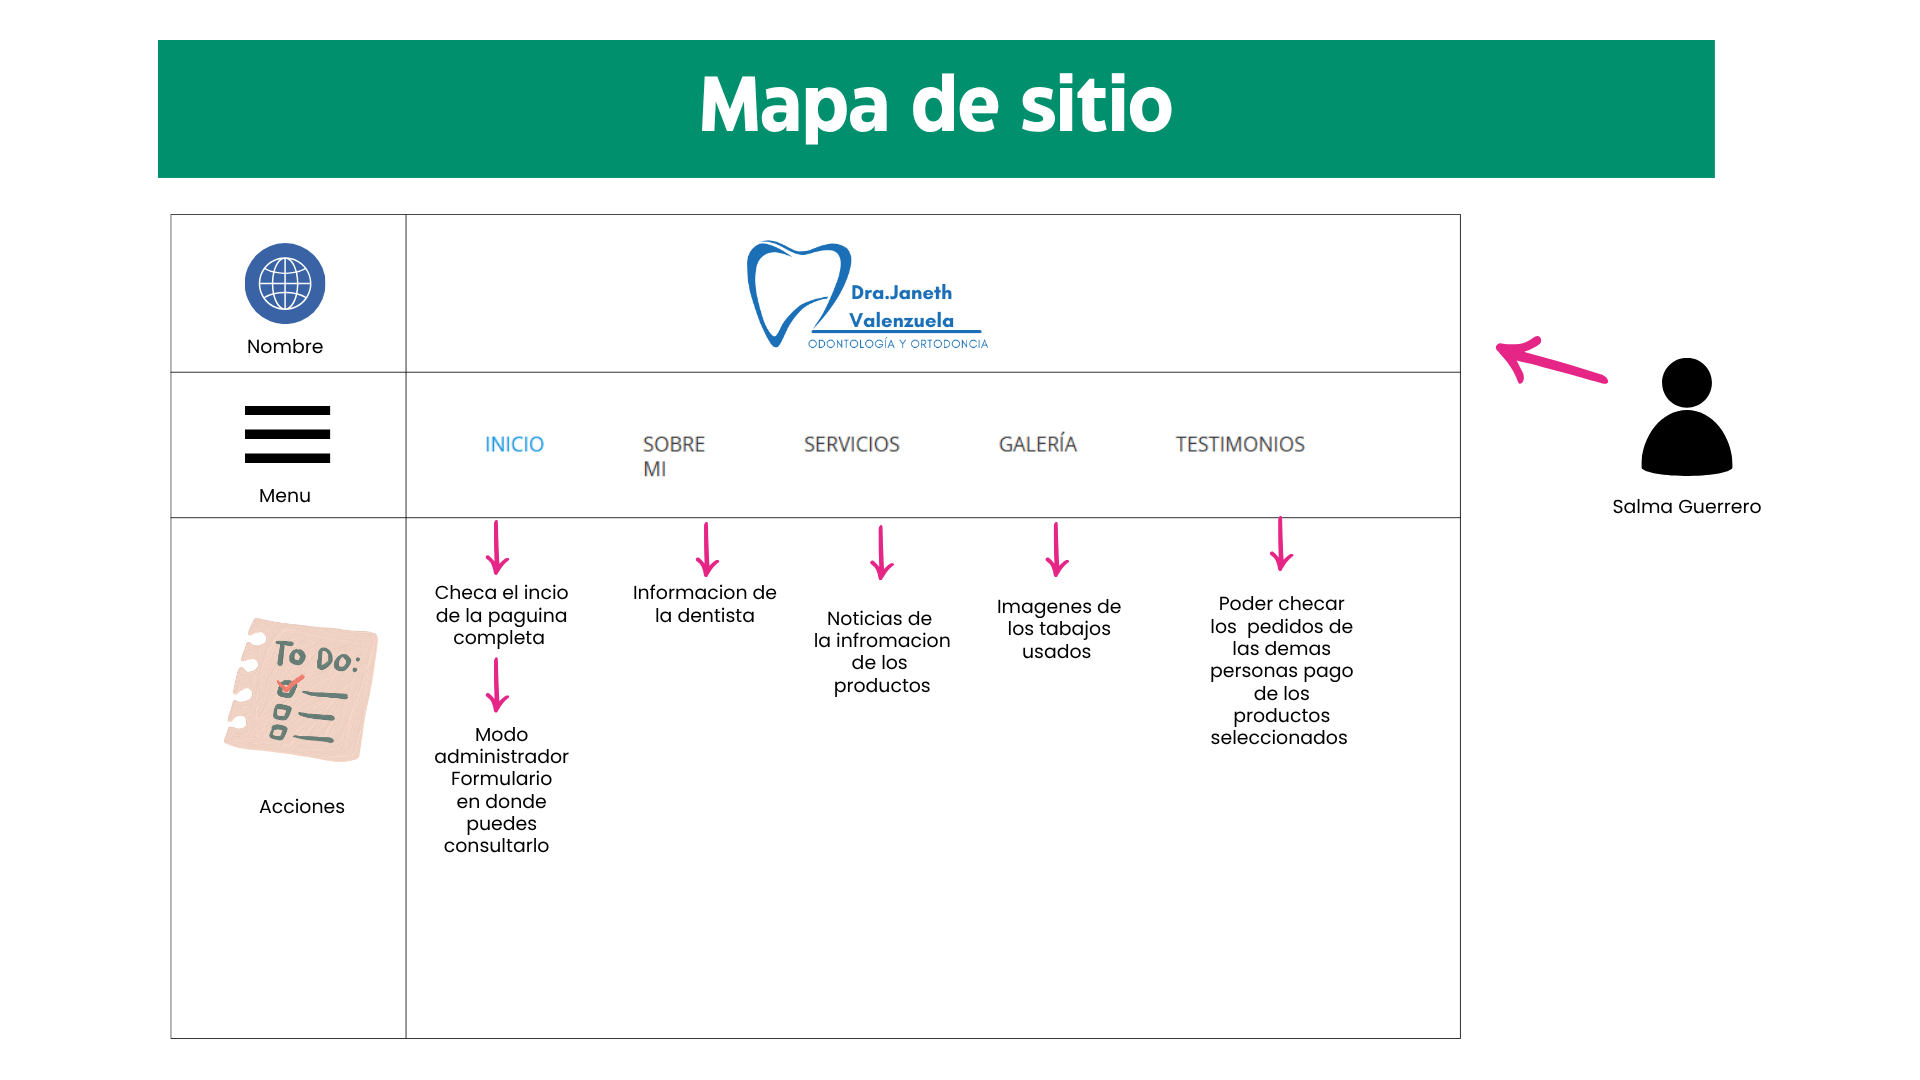 Mapa de sitio
Nombre
Dra.Janeth
Valenzuela
ODONTOLOGÍA Y ORTODONCIA
Menu
INICIO
SOBRE
MI
SERVICIOS
GALERÍA
TESTIMONIOS
Salma Guerrero
To Do:
Acciones
Checa el incio
de la paguina
completa
Modo
administrador
Formulario
en donde
puedes
consultarlo
Informacion de
la dentista
Noticias de
la infromacion
de los
productos
Imagenes de
los tabajos
usados
Poder checar
los pedidos de
las demas
personas pago
de los
productos
seleccionados